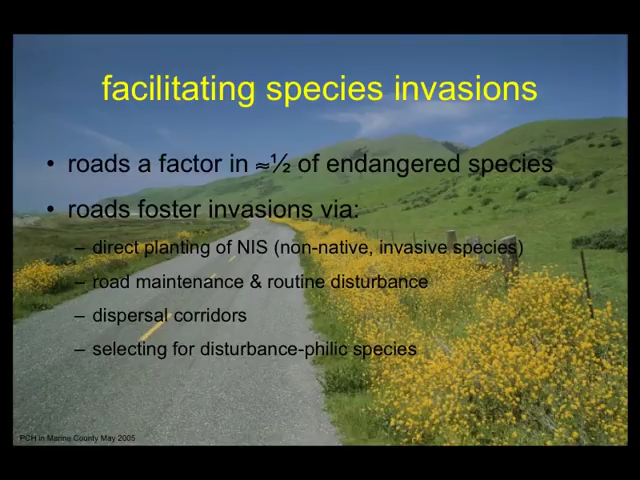 facilitating species invasions
• roads a factor in ≈½ of endangered species
• roads foster invasions via:
– direct planting of NIS (non-native, invasive species)
– road maintenance & routine disturbance
– dispersal corridors
– selecting for disturbance-philic species
PCH in Marine County May 2005